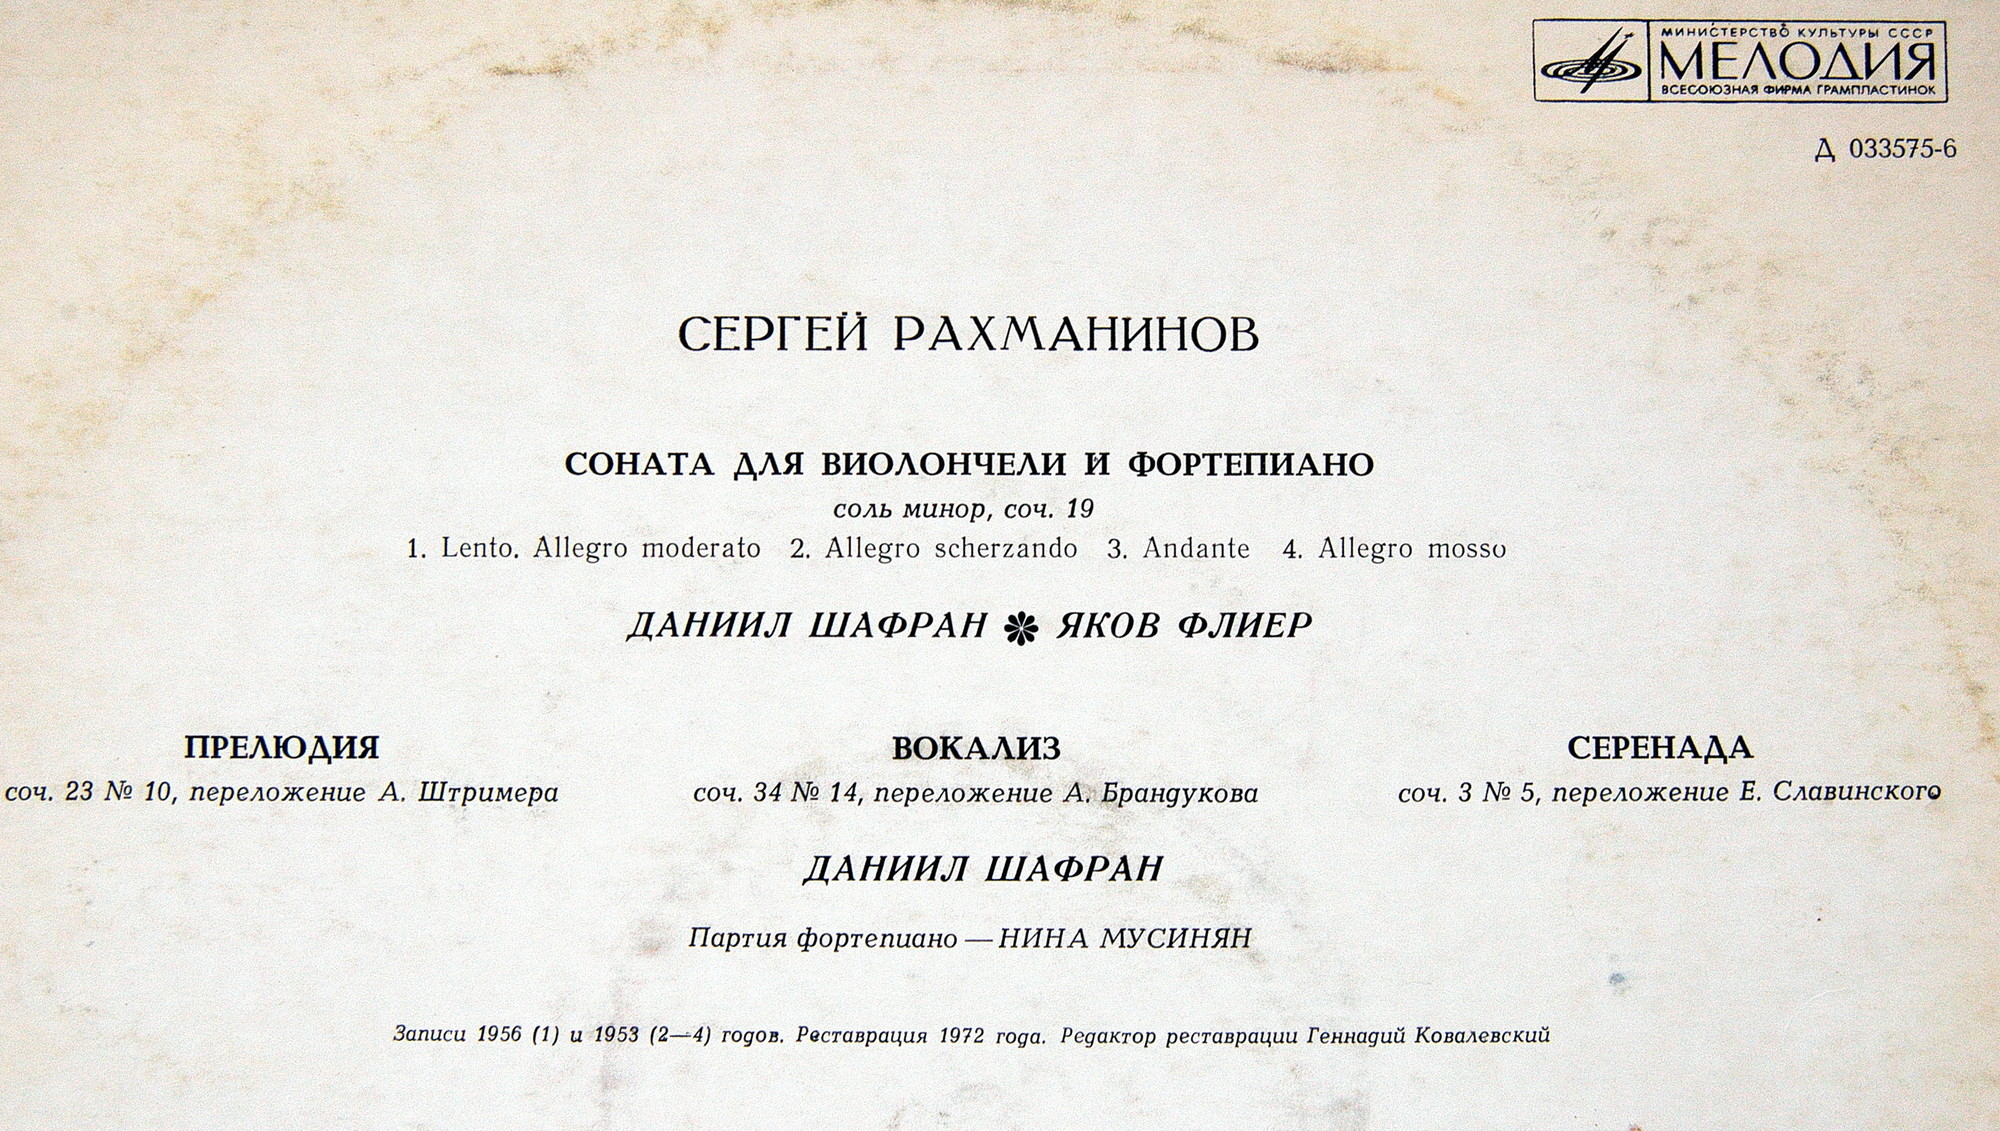 МИНИСТЕРСТВО КУЛЬТУРЫ СССР
МЕЛОДИЯ
ВСЕСОЮЗНАЯ ФИРМА ГРАМПЛАСТИНОК
Д 033575-6
СЕРГЕЙ РАХМАНИНОВ
СОНАТА ДЛЯ ВИОЛОНЧЕЛИ И ФОРТЕПИАНО
соль минор, соч. 19
1. Lento. Allegro moderato 2. Allegro scherzando 3. Andante 4. Allegro mosso
ДАНИИЛ ШАФРАН ЯКОВ ФЛИЕР
ПРЕЛЮДИЯ
соч. 23 № 10, переложение А. Штримера
ВОКАЛИЗ
соч. 34 № 14, переложение А. Брандукова
СЕРЕНАДА
соч. 3 № 5, переложение Е. Славинского
ДАНИИЛ ШАФРАН
Партия фортепиано — НИНА МУСИНЯН
Записи 1956 (1) и 1953 (2—4) годов. Реставрация 1972 года. Редактор реставрации Геннадий Ковалевский